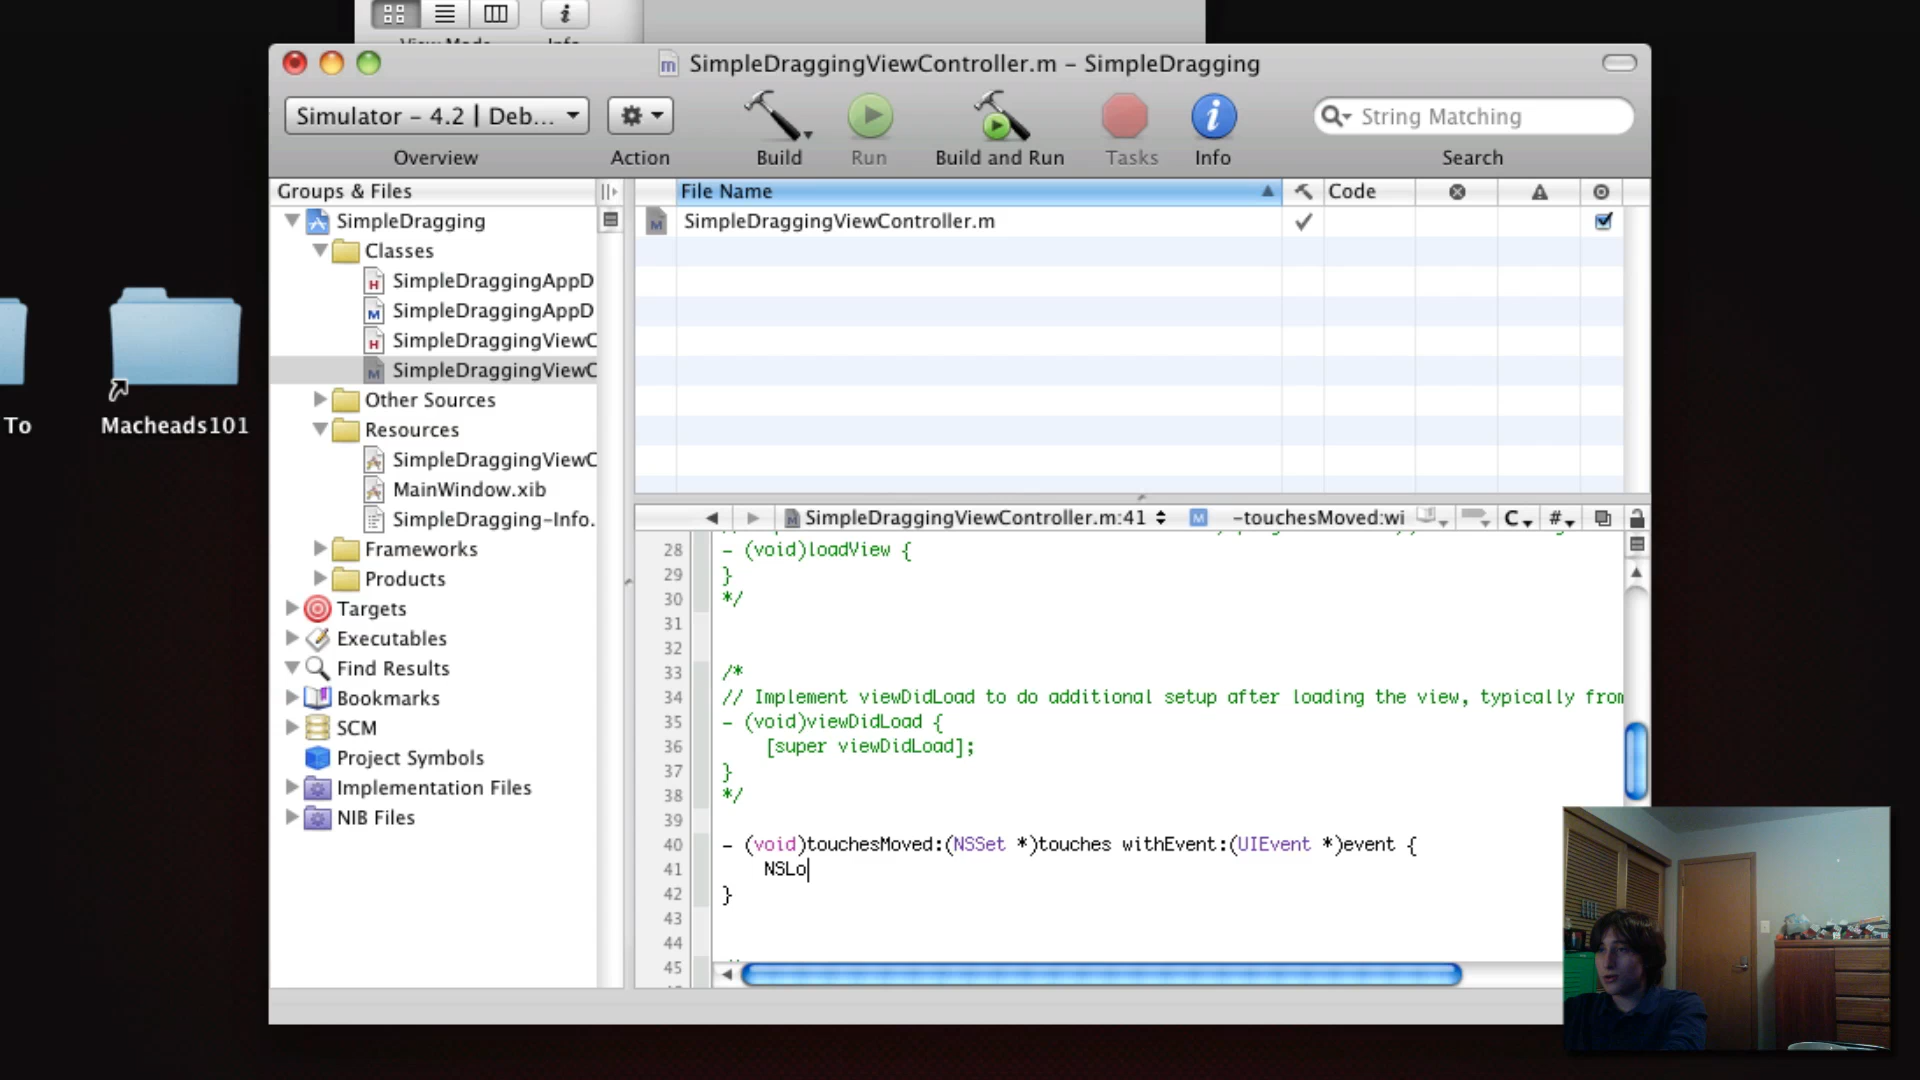 View Mode
Info
SimpleDraggingViewController.m – SimpleDragging
Simulator – 4.2 | Deb...
String Matching
Overview
Action
Build
Run
Build and Run
Tasks
Info
Search
Groups & Files
File Name
Code
SimpleDragging
SimpleDraggingViewController.m
Classes
SimpleDraggingAppD
SimpleDraggingAppD
SimpleDraggingViewC
SimpleDraggingViewC
Other Sources
Resources
SimpleDraggingViewC
MainWindow.xib
SimpleDragging-Info.
Frameworks
Products
Targets
Executables
Find Results
Bookmarks
SCM
Project Symbols
Implementation Files
NIB Files
To
Macheads101
SimpleDraggingViewController.m:41
-touchesMoved:wi
C
#
28 - (void)loadView {
29 }
30 */
31
32
33 /*
34 // Implement viewDidLoad to do additional setup after loading the view, typically from
35 - (void)viewDidLoad {
36 [super viewDidLoad];
37 }
38 */
39
40 - (void)touchesMoved:(NSSet *)touches withEvent:(UIEvent *)event {
41 NSLo
42 }
43
44
45